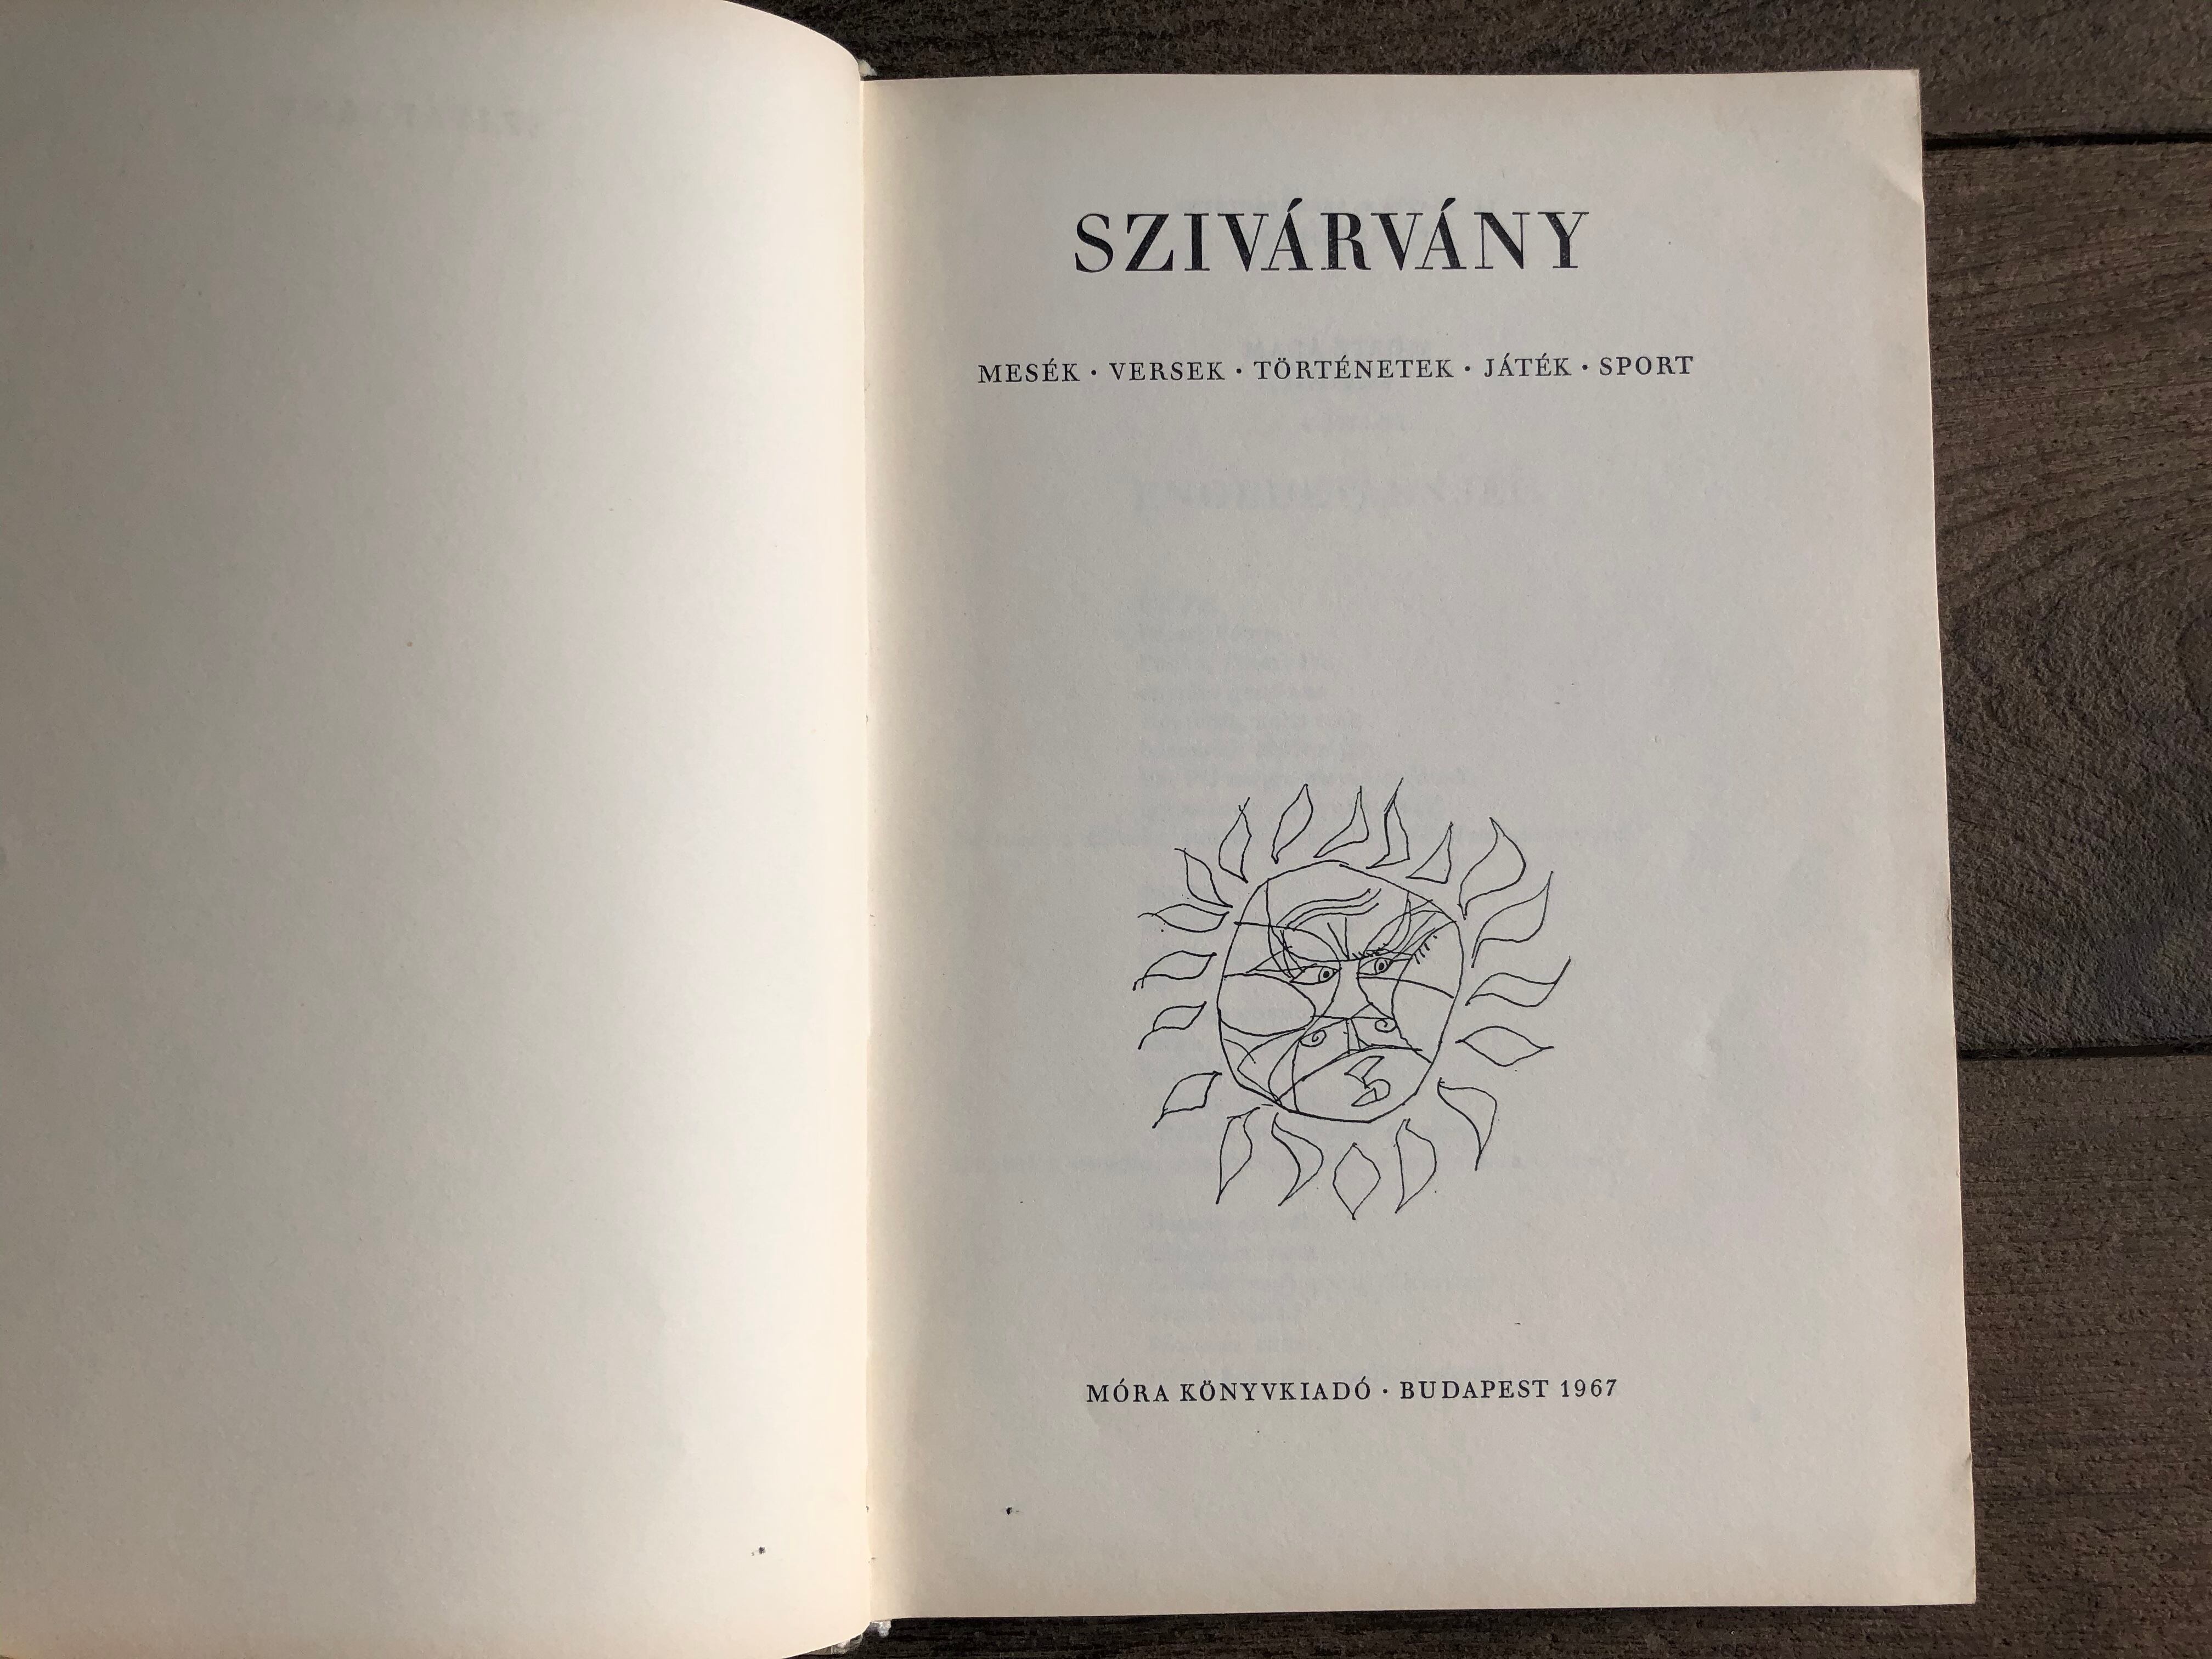 SZIVÁRVÁNY
MESÉK · VERSEK · TÖRTÉNETEK · JÁTÉK · SPORT
MÓRA KÖNYVKIADÓ · BUDAPEST 1967